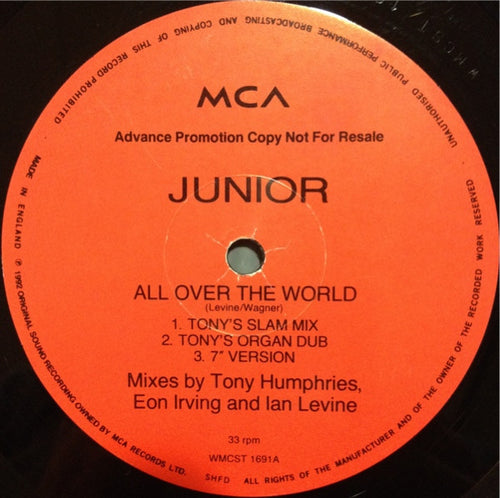 MCA
Advance Promotion Copy Not For Resale
JUNIOR
ALL OVER THE WORLD
(Levine/Wagner)
1. TONY'S SLAM MIX
2. TONY'S ORGAN DUB
3. 7" VERSION
Mixes by Tony Humphries,
Eon Irving and Ian Levine
33 rpm
WMCST 1691A
MADE IN ENGLAND ℗ 1992 ORIGINAL SOUND RECORDING OWNED BY MCA RECORDS LTD. SHFD ALL RIGHTS OF THE MANUFACTURER AND OF THE OWNER OF THE RECORDED WORK RESERVED
UNAUTHORISED PUBLIC PERFORMANCE BROADCASTING AND COPYING OF THIS RECORD PROHIBITED